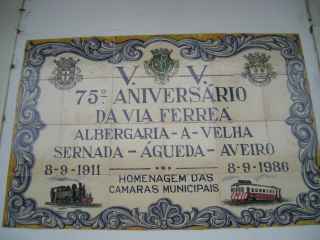 V. V.
75º ANIVERSÁRIO
DA VIA FERREA
ALBERGARIA - A - VELHA
SERNADA - ÁGUEDA - AVEIRO
8-9-1911 8-9-1986
HOMENAGEM DAS
CAMARAS MUNICIPAIS